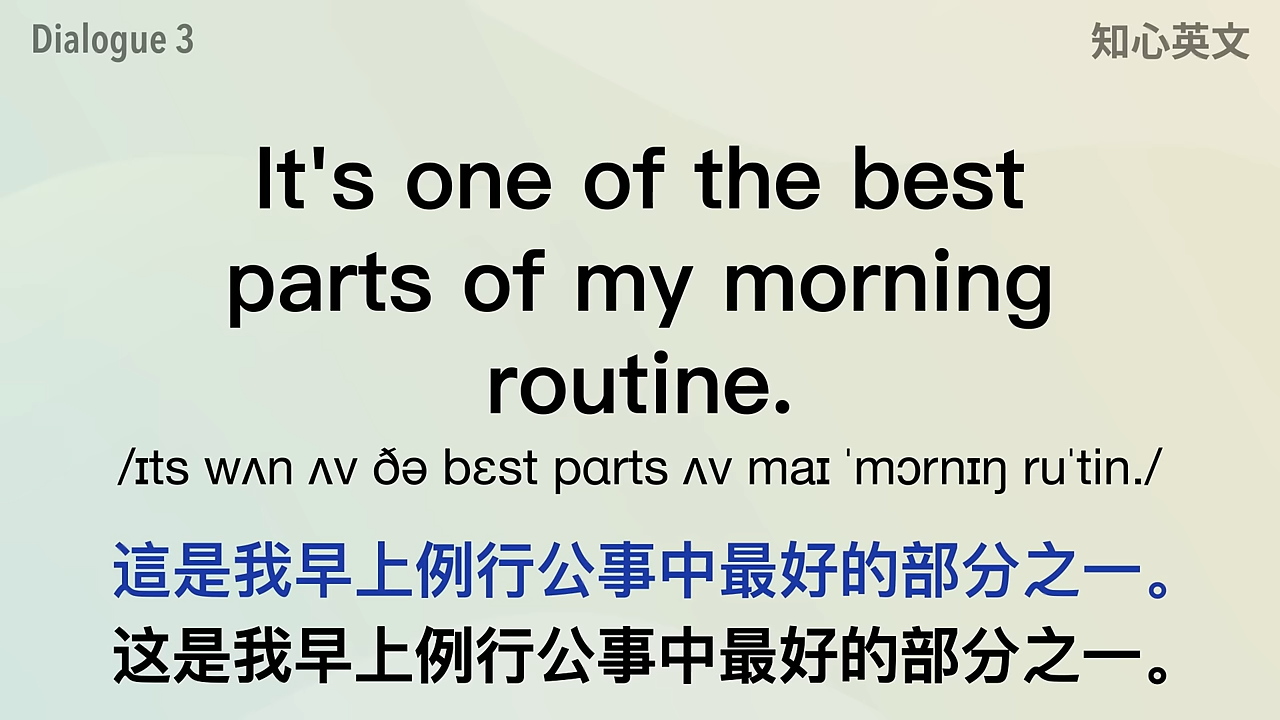 Dialogue 3
知心英文
It's one of the best
parts of my morning
routine.
/ɪts wʌn ʌv ðə bɛst pɑrts ʌv maɪ ˈmɔrnɪŋ ruˈtin./
這是我早上例行公事中最好的部分之一。
这是我早上例行公事中最好的部分之一。